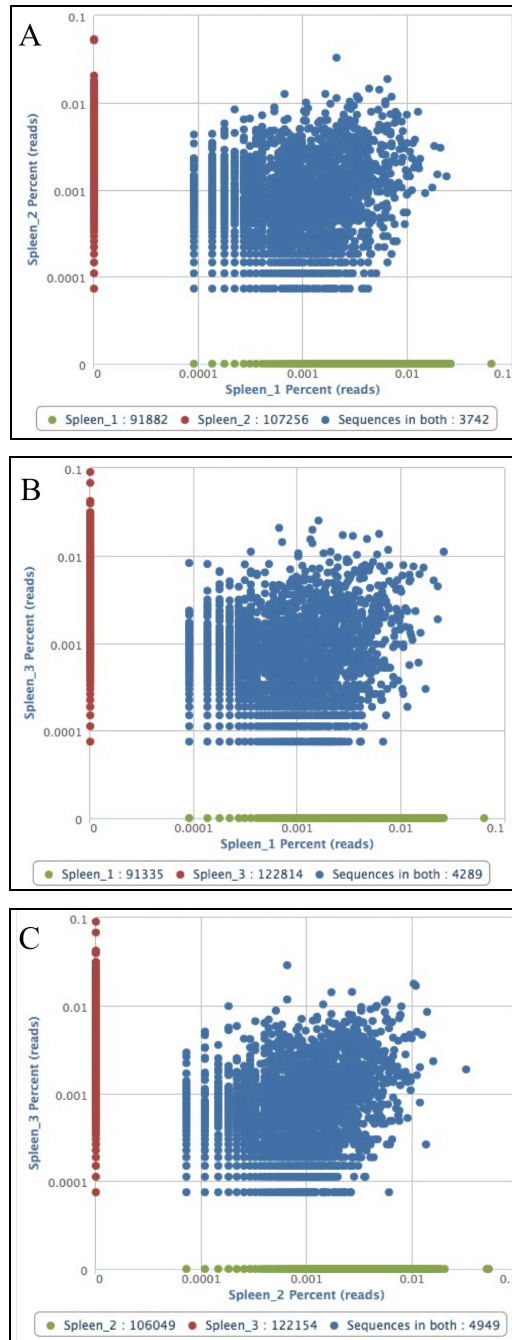 A
0.1
0.01
0.001
0.0001
0
Spleen_2 Percent (reads)
0 0.0001 0.001 0.01 0.1
Spleen_1 Percent (reads)
Spleen_1 : 91882 Spleen_2 : 107256 Sequences in both : 3742
B
0.1
0.01
0.001
0.0001
0
Spleen_3 Percent (reads)
0 0.0001 0.001 0.01 0.1
Spleen_1 Percent (reads)
Spleen_1 : 91335 Spleen_3 : 122814 Sequences in both : 4289
C
0.1
0.01
0.001
0.0001
0
Spleen_3 Percent (reads)
0 0.0001 0.001 0.01 0.1
Spleen_2 Percent (reads)
Spleen_2 : 106049 Spleen_3 : 122154 Sequences in both : 4949